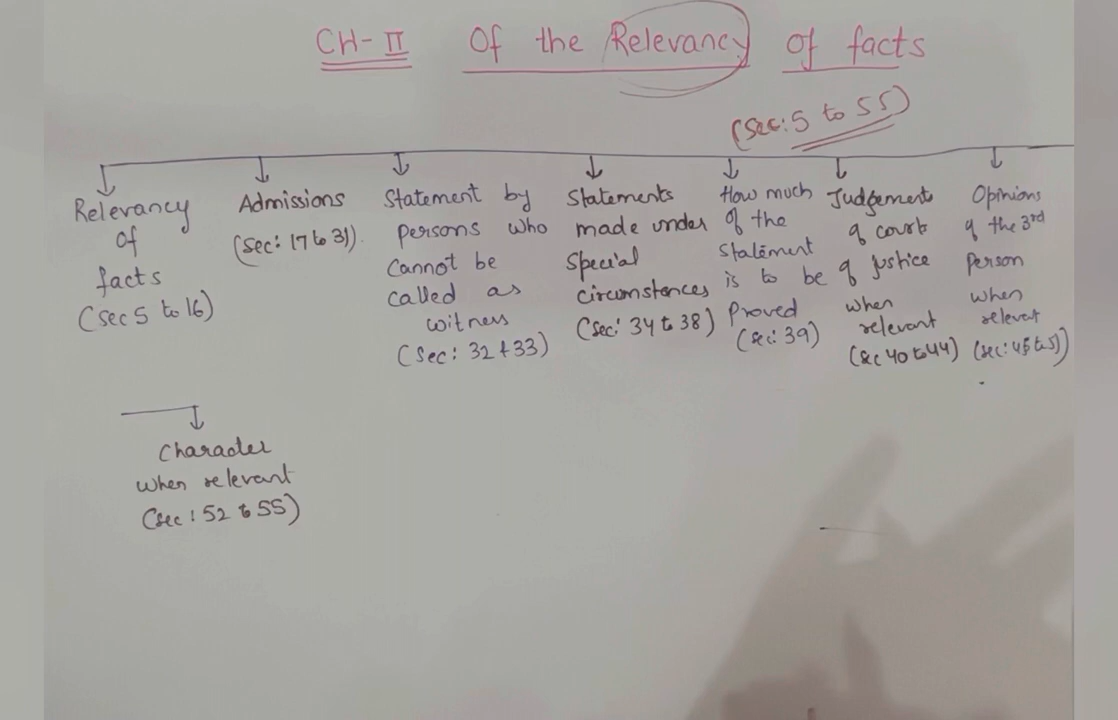 CH-II Of the Relevancy of facts
(Sec: 5 to 55)
Relevancy
Of
facts
(Sec 5 to 16)
Admissions
(Sec: 17 to 31).
Statement by
persons who
cannot be
called as
witness
(Sec: 32 & 33)
Statements
made under
Special
circumstances
(Sec: 34 to 38)
How much
of the
Statement
is to be
Proved
(Sec: 39)
Judgements
of courts
of justice
when
relevant
(Sec 40 to 44)
Opinions
of the 3rd
Person
when
relevant
(Sec: 45 to 51)
Character
when relevant
(Sec: 52 to 55)